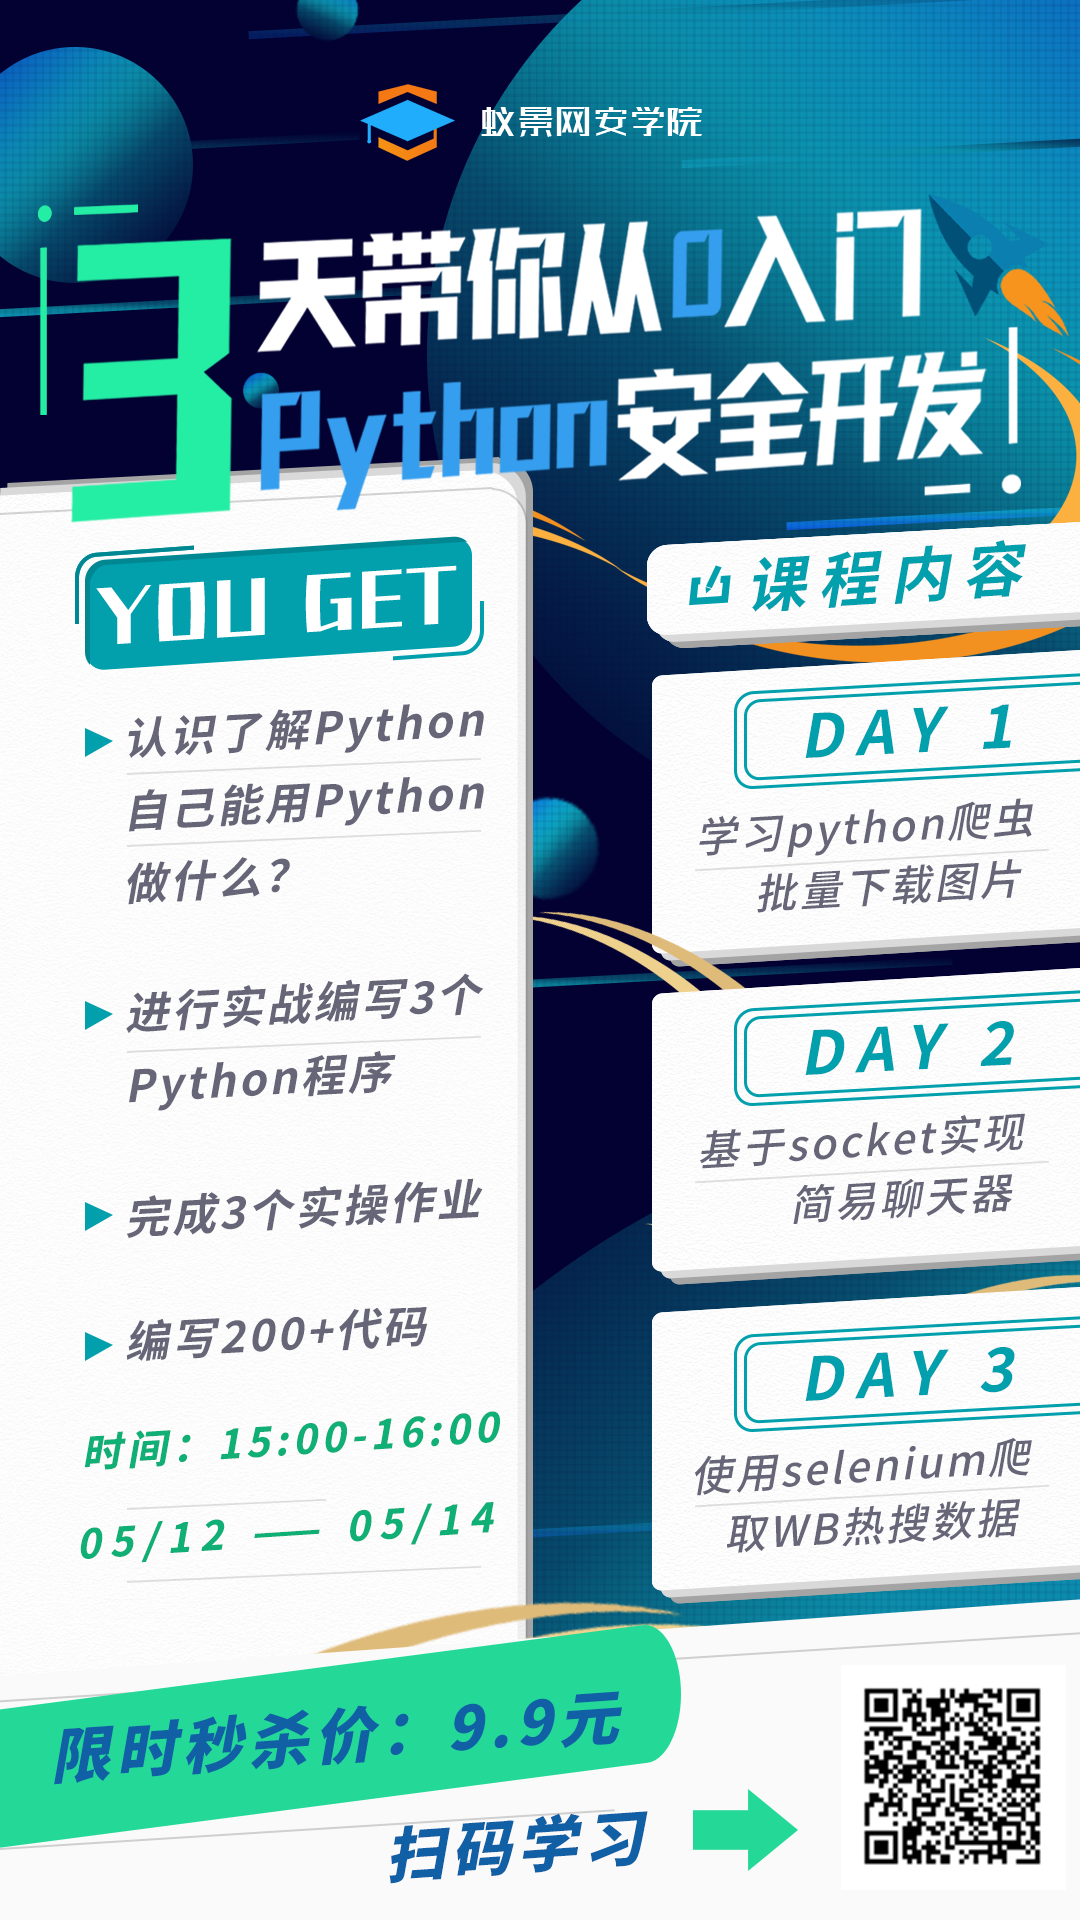 蚁景网安学院
3天带你从0入门
Python安全开发
YOU GET
认识了解Python
自己能用Python
做什么?
进行实战编写3个
Python程序
完成3个实操作业
编写200+代码
时间：15:00-16:00
05/12 —— 05/14
课程内容
DAY 1
学习python爬虫
批量下载图片
DAY 2
基于socket实现
简易聊天器
DAY 3
使用selenium爬
取WB热搜数据
限时秒杀价：9.9元
扫码学习